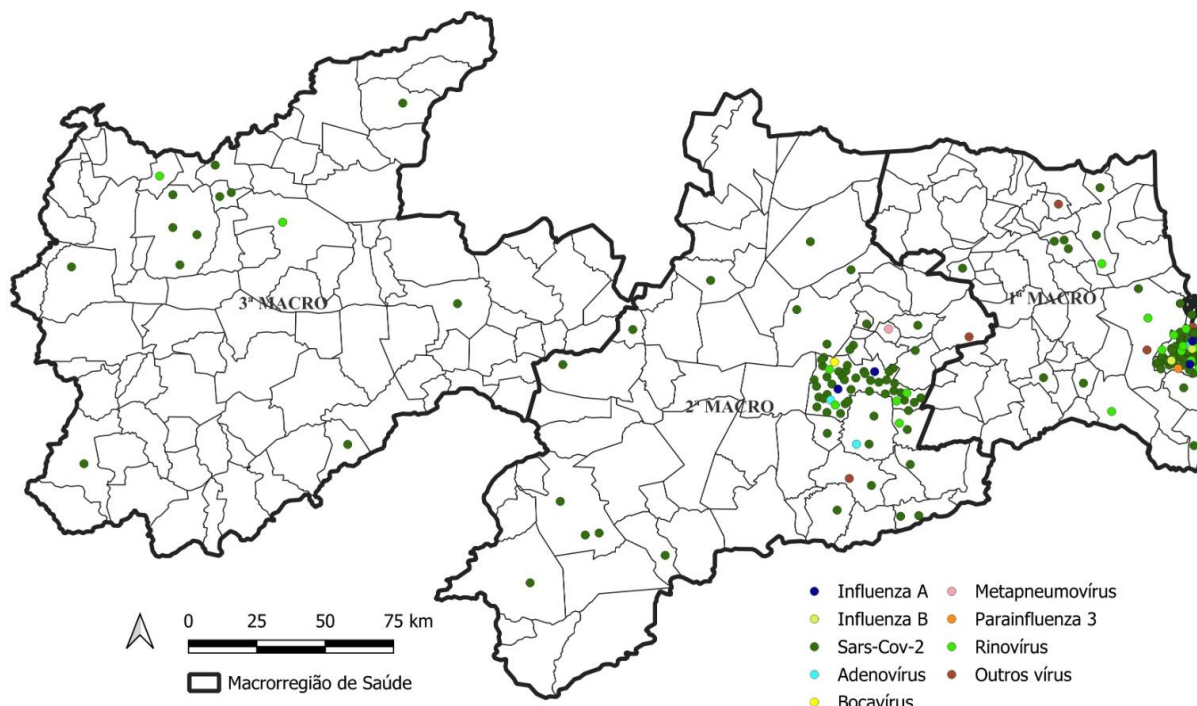 3ª MACRO
1ª MACRO
2ª MACRO
0 25 50 75 km
Macrorregião de Saúde
Influenza A
Influenza B
Sars-Cov-2
Adenovírus
Bocavírus
Metapneumovírus
Parainfluenza 3
Rinovírus
Outros vírus